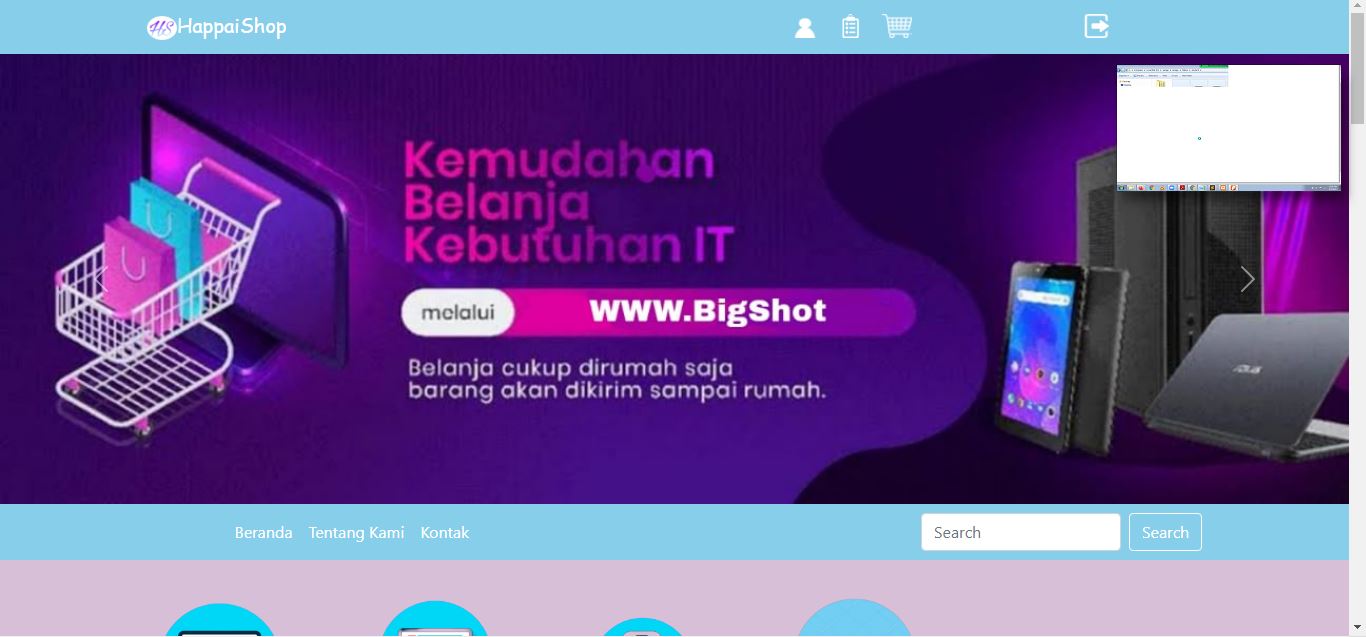 HS HappaiShop
Kemudahan
Belanja
Kebutuhan IT
melalui WWW.BigShot
Belanja cukup dirumah saja
barang akan dikirim sampai rumah.
ASUS
Beranda Tentang Kami Kontak Search Search